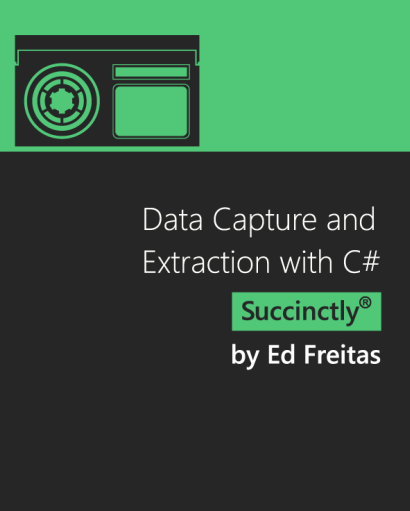 Data Capture and
Extraction with C#
Succinctly®
by Ed Freitas